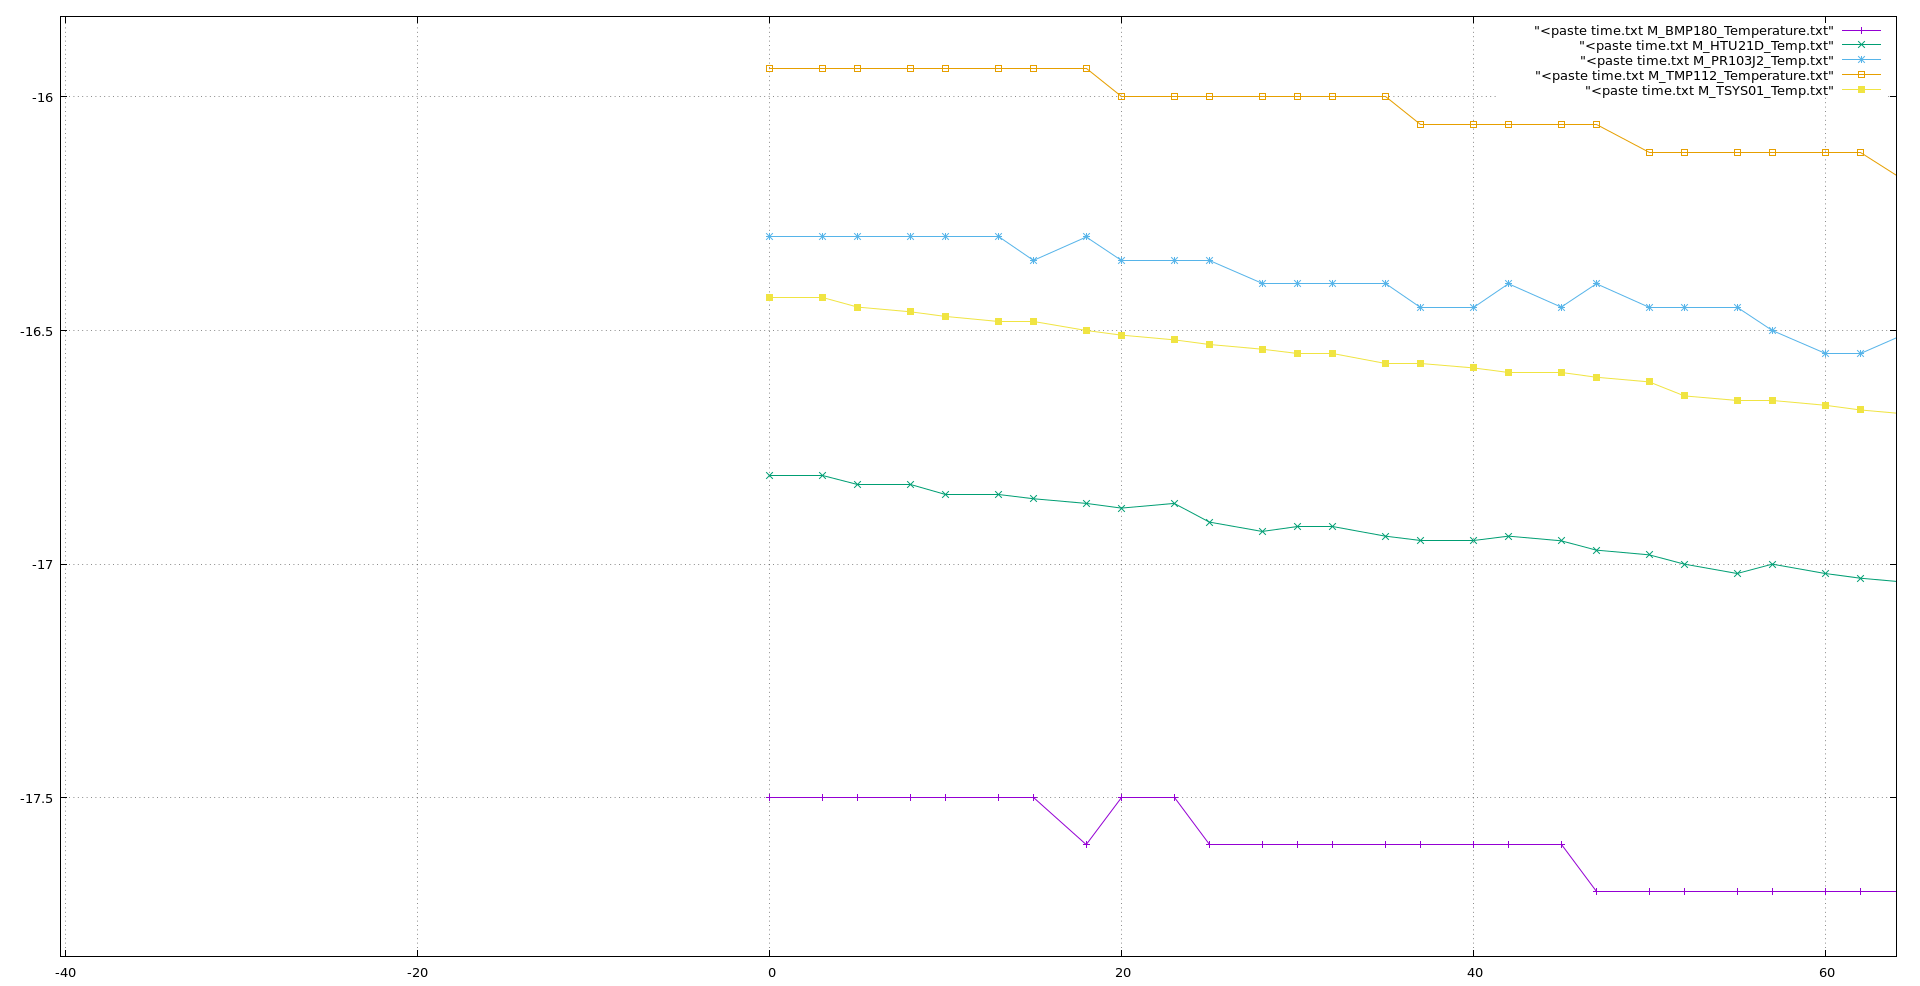 "<paste time.txt M_BMP180_Temperature.txt"
"<paste time.txt M_HTU21D_Temp.txt"
"<paste time.txt M_PR103J2_Temp.txt"
"<paste time.txt M_TMP112_Temperature.txt"
"<paste time.txt M_TSYS01_Temp.txt"
-16
-16.5
-17
-17.5
-40 -20 0 20 40 60